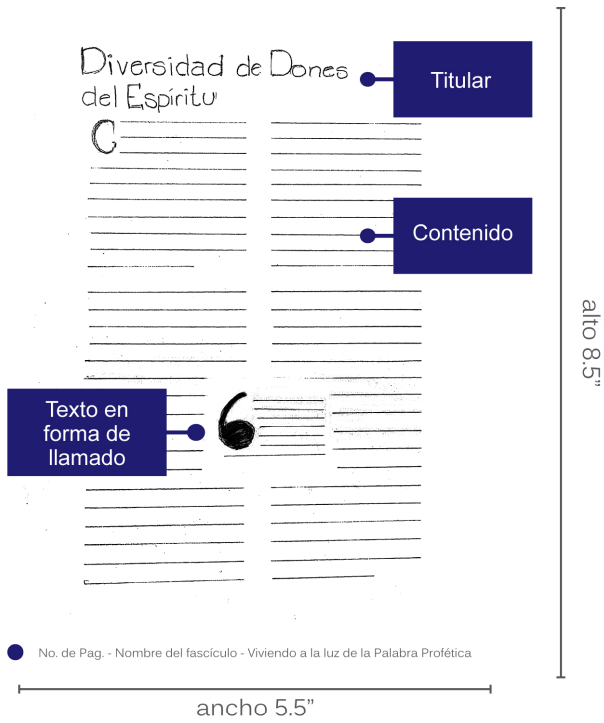 Diversidad de Dones
del Espíritu
Titular
C
Contenido
alto 8.5”
Texto en
forma de
llamado
No. de Pag. - Nombre del fascículo - Viviendo a la luz de la Palabra Profética
ancho 5.5”